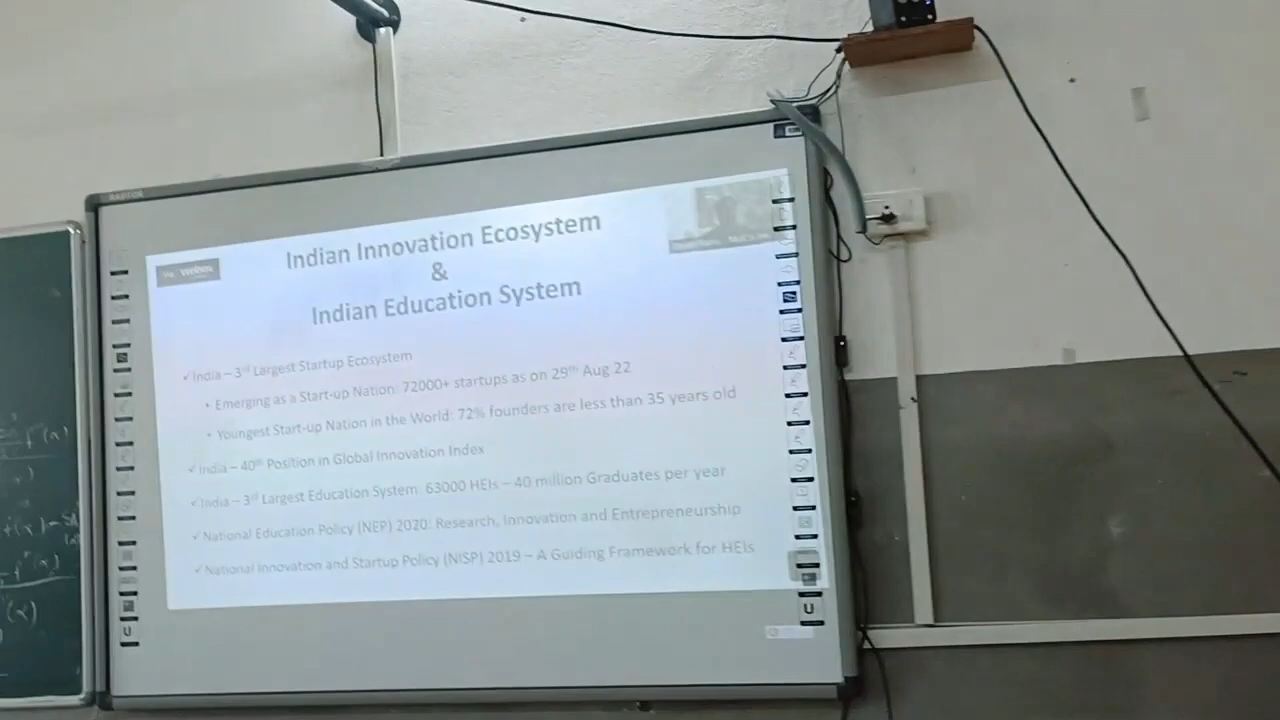 Webex
Indian Innovation Ecosystem
&
Indian Education System
✓ India – 3rd Largest Startup Ecosystem
• Emerging as a Start-up Nation: 72000+ startups as on 29th Aug 22
• Youngest Start-up Nation in the World: 72% founders are less than 35 years old
✓ India – 40th Position in Global Innovation Index
✓ India – 3rd Largest Education System: 63000 HEIs – 40 million Graduates per year
✓ National Education Policy (NEP) 2020: Research, Innovation and Entrepreneurship
✓ National Innovation and Startup Policy (NISP) 2019 – A Guiding Framework for HEIs
U
U